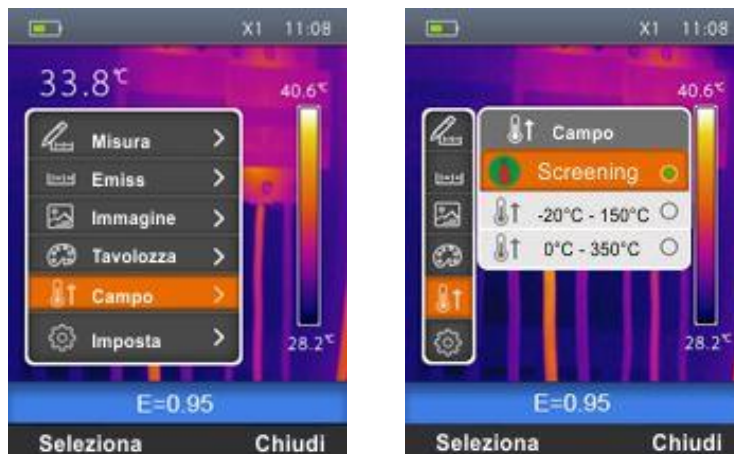 X1 11:08
33.8℃
40.6℃
Misura
Emiss
Immagine
Tavolozza
Campo
Imposta
28.2℃
E=0.95
Seleziona Chiudi
X1 11:08
40.6℃
Campo
Screening
-20°C - 150°C
0°C - 350°C
28.2℃
E=0.95
Seleziona Chiudi